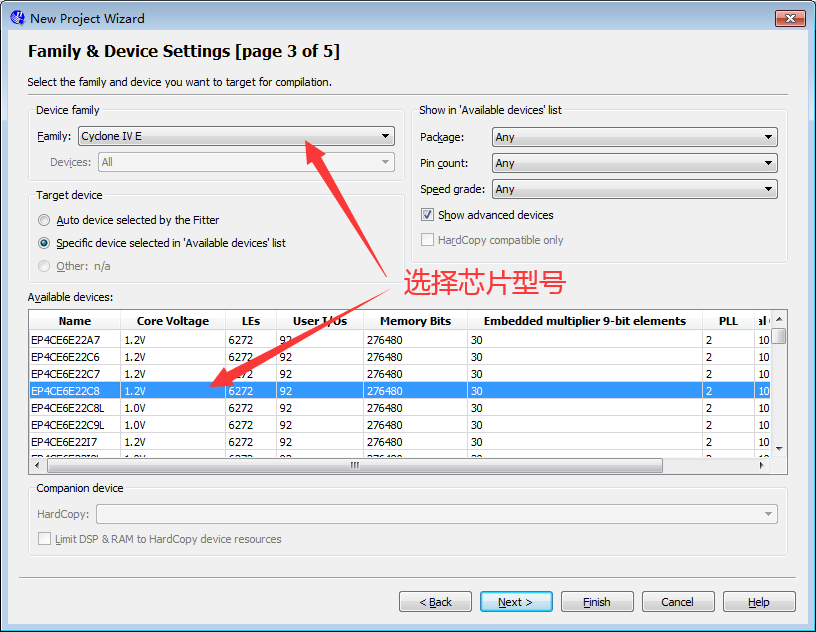 New Project Wizard
Family & Device Settings [page 3 of 5]
Select the family and device you want to target for compilation.
Device family
Family: Cyclone IV E
Devices: All
Target device
Auto device selected by the Fitter
Specific device selected in 'Available devices' list
Other: n/a
Show in 'Available devices' list
Package: Any
Pin count: Any
Speed grade: Any
Show advanced devices
HardCopy compatible only
选择芯片型号
Available devices:
Name Core Voltage LEs User I/Os Memory Bits Embedded multiplier 9-bit elements PLL
EP4CE6E22A7 1.2V 6272 92 276480 30 2 10
EP4CE6E22C6 1.2V 6272 92 276480 30 2 10
EP4CE6E22C7 1.2V 6272 92 276480 30 2 10
EP4CE6E22C8 1.2V 6272 92 276480 30 2 10
EP4CE6E22C8L 1.0V 6272 92 276480 30 2 10
EP4CE6E22C9L 1.0V 6272 92 276480 30 2 10
EP4CE6E22I7 1.2V 6272 92 276480 30 2 10
Companion device
HardCopy:
Limit DSP & RAM to HardCopy device resources
< Back Next > Finish Cancel Help